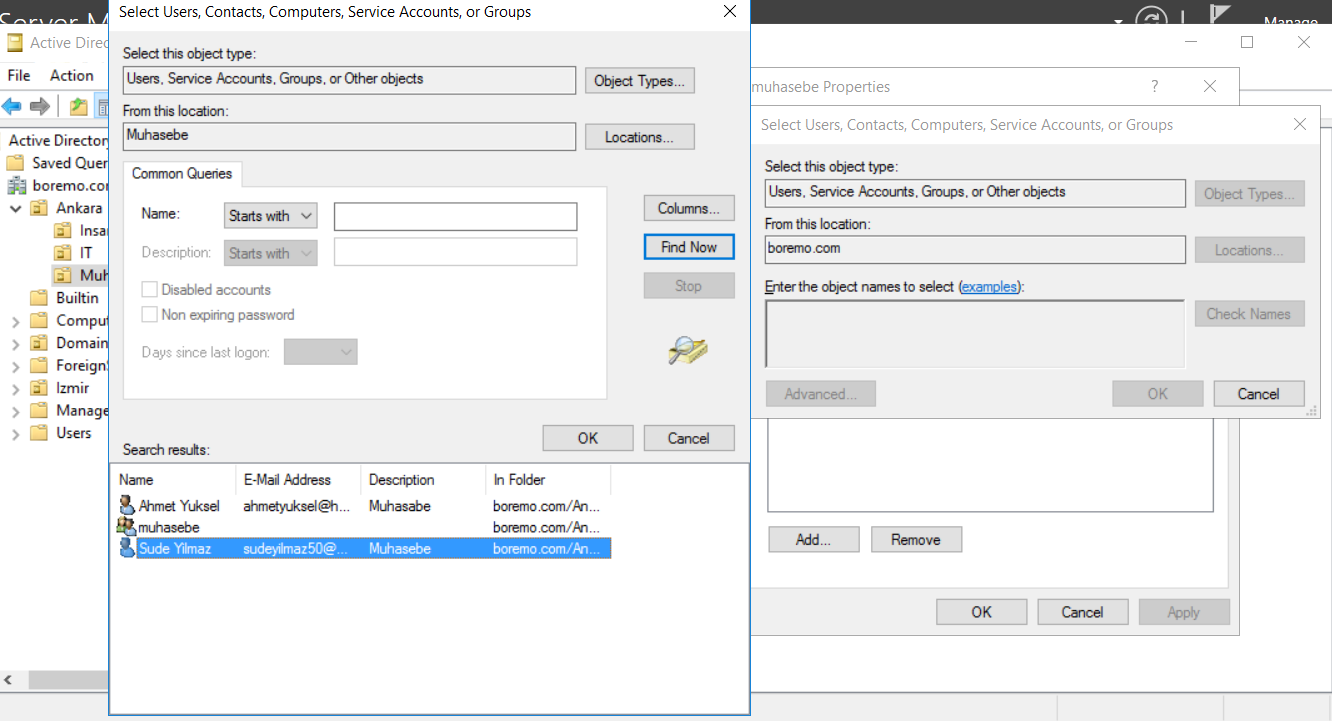 Select Users, Contacts, Computers, Service Accounts, or Groups
Select this object type:
Users, Service Accounts, Groups, or Other objects
Object Types...
From this location:
Muhasebe
Locations...
Common Queries
Name:
Starts with
Description:
Starts with
Disabled accounts
Non expiring password
Days since last logon:
Columns...
Find Now
Stop
OK
Cancel
Search results:
Name E-Mail Address Description In Folder
Ahmet Yuksel ahmetyuksel@h... Muhasabe boremo.com/An...
muhasebe boremo.com/An...
Sude Yilmaz sudeyilmaz50@... Muhasebe boremo.com/An...
Server M
Manage
Active Direc
File Action
Active Directory
Saved Quer
boremo.cor
Ankara
Insa
IT
Muh
Builtin
Comput
Domain
ForeignS
Izmir
Manage
Users
muhasebe Properties
?
Select Users, Contacts, Computers, Service Accounts, or Groups
Select this object type:
Users, Service Accounts, Groups, or Other objects
Object Types...
From this location:
boremo.com
Locations...
Enter the object names to select (examples):
Check Names
Advanced...
OK
Cancel
Add...
Remove
OK
Cancel
Apply